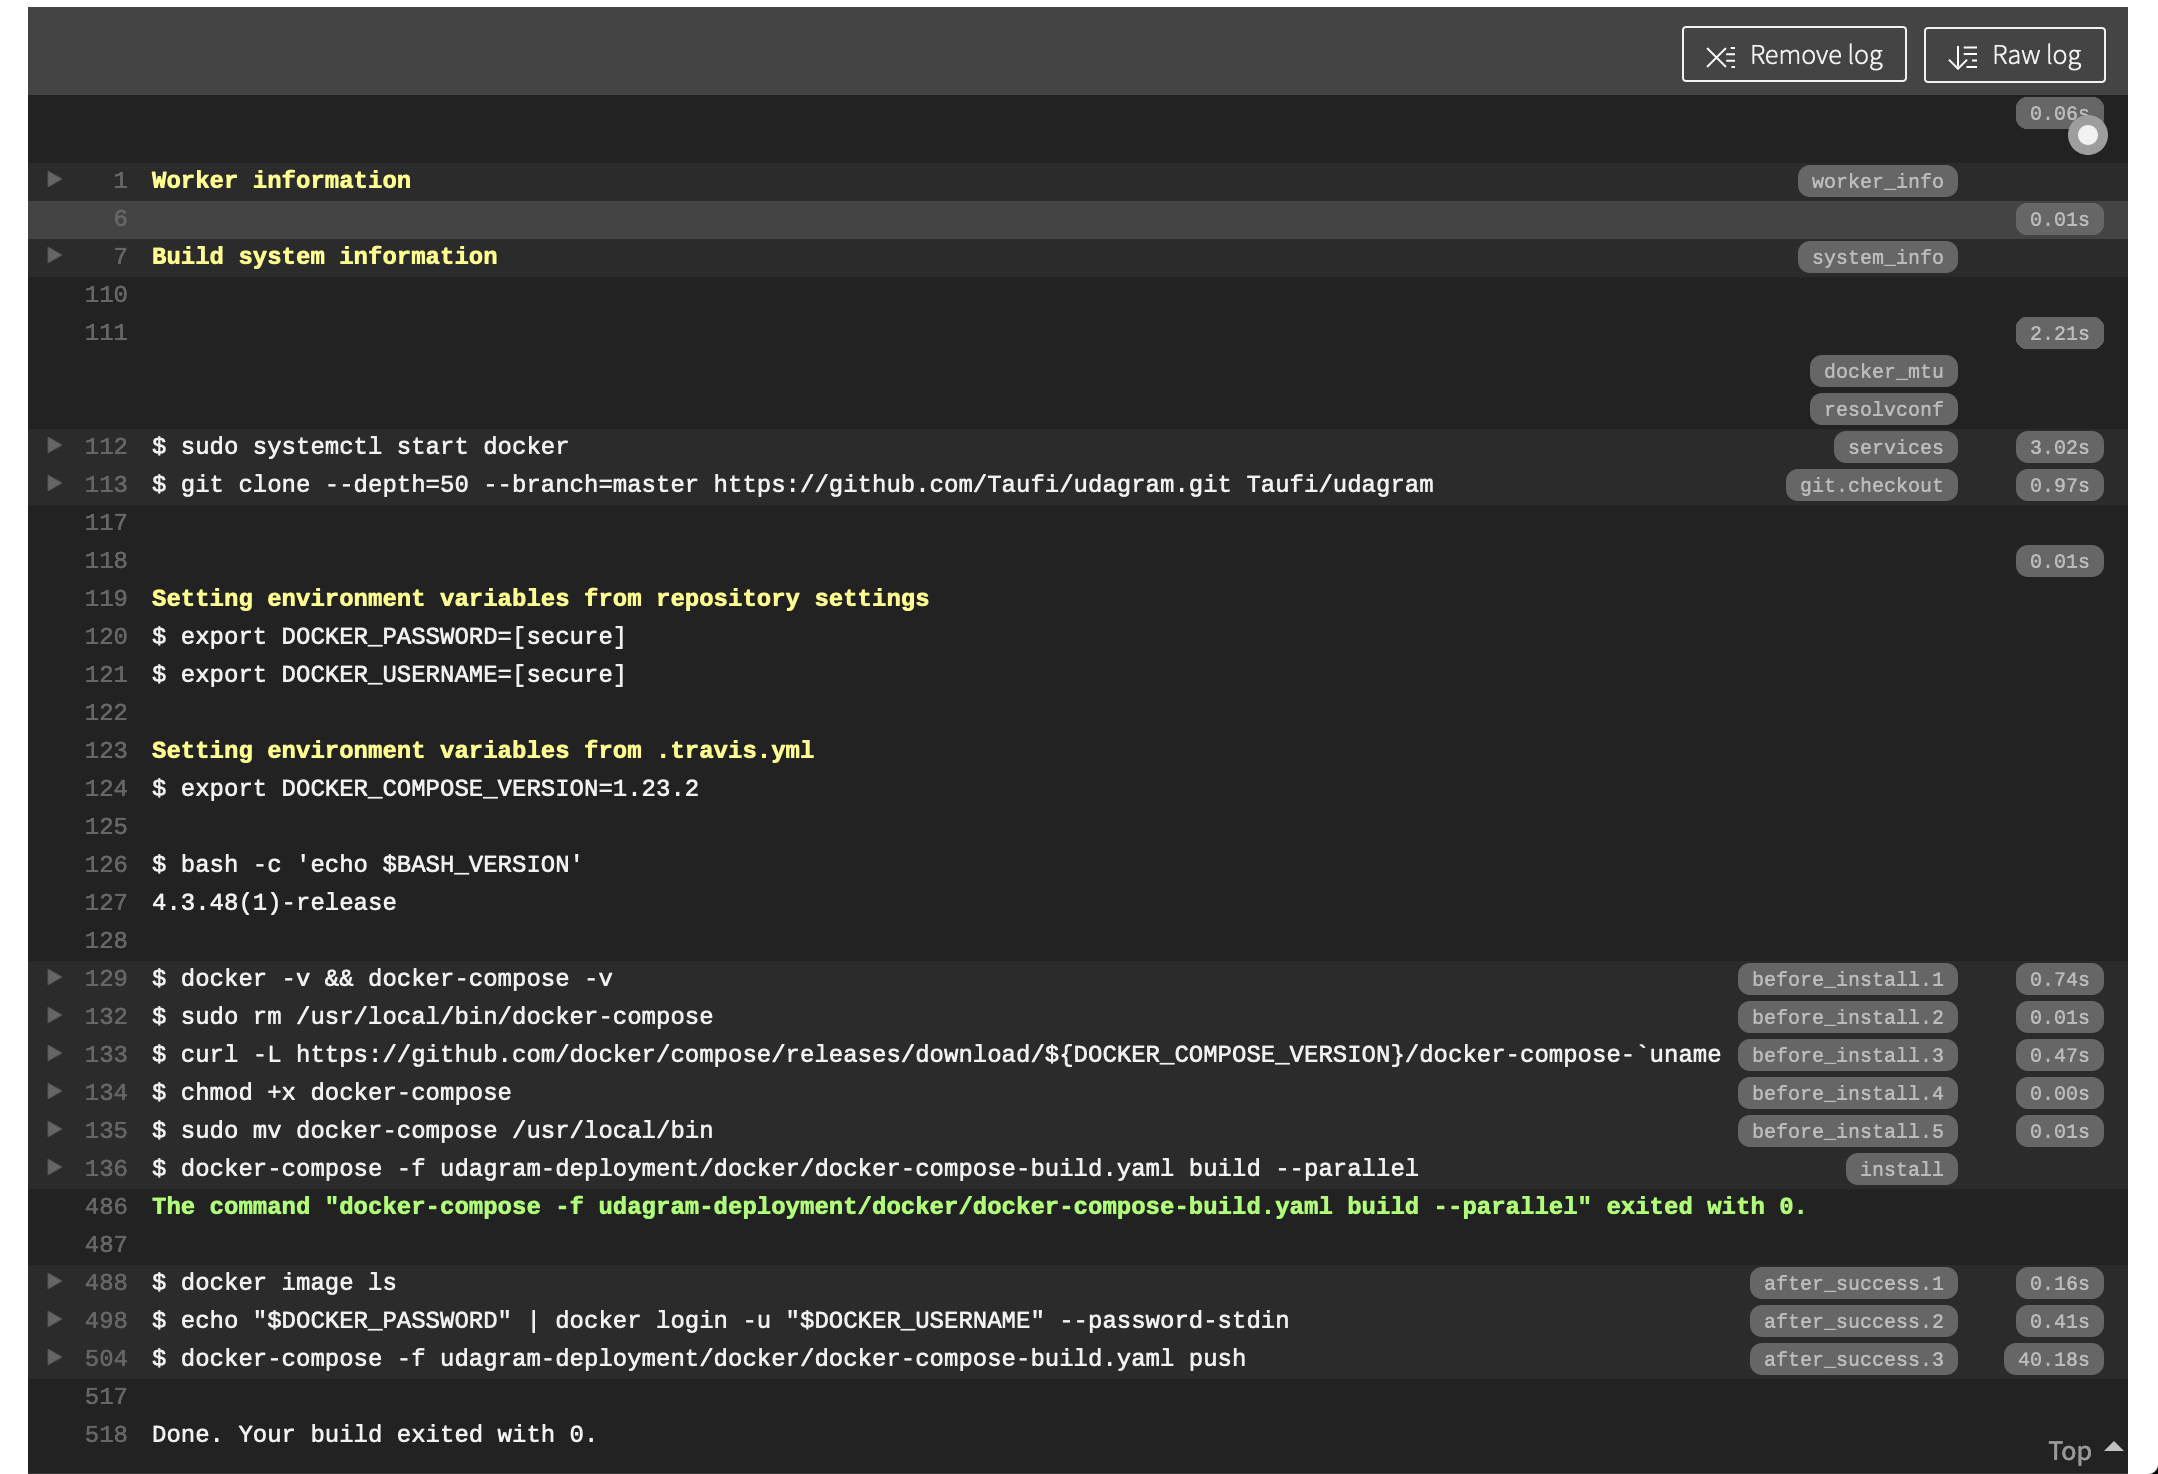 Remove log Raw log
0.06s
1 Worker information worker_info
6 0.01s
7 Build system information system_info
110
111 2.21s
docker_mtu
resolvconf
112 $ sudo systemctl start docker services 3.02s
113 $ git clone --depth=50 --branch=master https://github.com/Taufi/udagram.git Taufi/udagram git.checkout 0.97s
117
118 0.01s
119 Setting environment variables from repository settings
120 $ export DOCKER_PASSWORD=[secure]
121 $ export DOCKER_USERNAME=[secure]
122
123 Setting environment variables from .travis.yml
124 $ export DOCKER_COMPOSE_VERSION=1.23.2
125
126 $ bash -c 'echo $BASH_VERSION'
127 4.3.48(1)-release
128
129 $ docker -v && docker-compose -v before_install.1 0.74s
132 $ sudo rm /usr/local/bin/docker-compose before_install.2 0.01s
133 $ curl -L https://github.com/docker/compose/releases/download/${DOCKER_COMPOSE_VERSION}/docker-compose-`uname before_install.3 0.47s
134 $ chmod +x docker-compose before_install.4 0.00s
135 $ sudo mv docker-compose /usr/local/bin before_install.5 0.01s
136 $ docker-compose -f udagram-deployment/docker/docker-compose-build.yaml build --parallel install
486 The command "docker-compose -f udagram-deployment/docker/docker-compose-build.yaml build --parallel" exited with 0.
487
488 $ docker image ls after_success.1 0.16s
498 $ echo "$DOCKER_PASSWORD" | docker login -u "$DOCKER_USERNAME" --password-stdin after_success.2 0.41s
504 $ docker-compose -f udagram-deployment/docker/docker-compose-build.yaml push after_success.3 40.18s
517
518 Done. Your build exited with 0.
Top